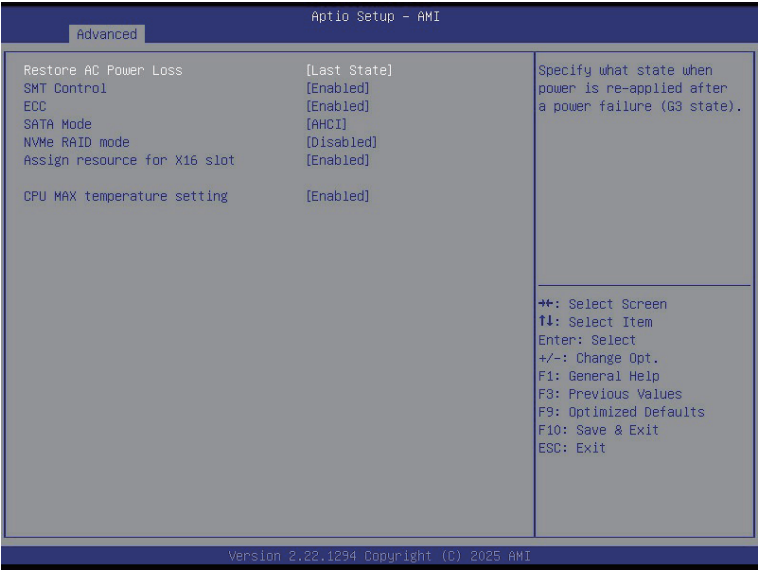 Aptio Setup – AMI
Advanced
Restore AC Power Loss [Last State]
SMT Control [Enabled]
ECC [Enabled]
SATA Mode [AHCI]
NVMe RAID mode [Disabled]
Assign resource for X16 slot [Enabled]
CPU MAX temperature setting [Enabled]
Specify what state when
power is re-applied after
a power failure (G3 state).
→←: Select Screen
↑↓: Select Item
Enter: Select
+/-: Change Opt.
F1: General Help
F3: Previous Values
F9: Optimized Defaults
F10: Save & Exit
ESC: Exit
Version 2.22.1294 Copyright (C) 2025 AMI